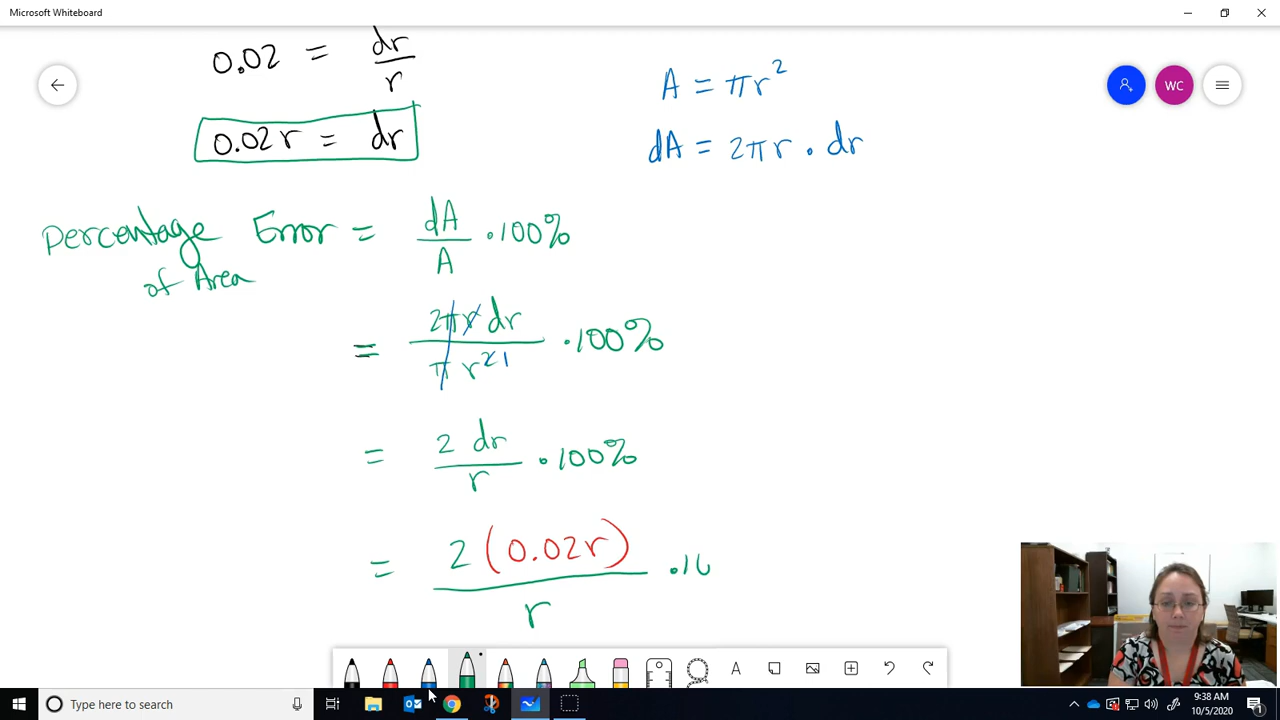 Microsoft Whiteboard
0.02 = dr/r
0.02r = dr
A = πr²
dA = 2πr · dr
WC
Percentage Error = dA/A · 100%
of Area
= 2πr dr / πr² 1 · 100%
= 2 dr / r · 100%
= 2 (0.02r) / r · 10
A
Type here to search
9:38 AM
10/5/2020
1